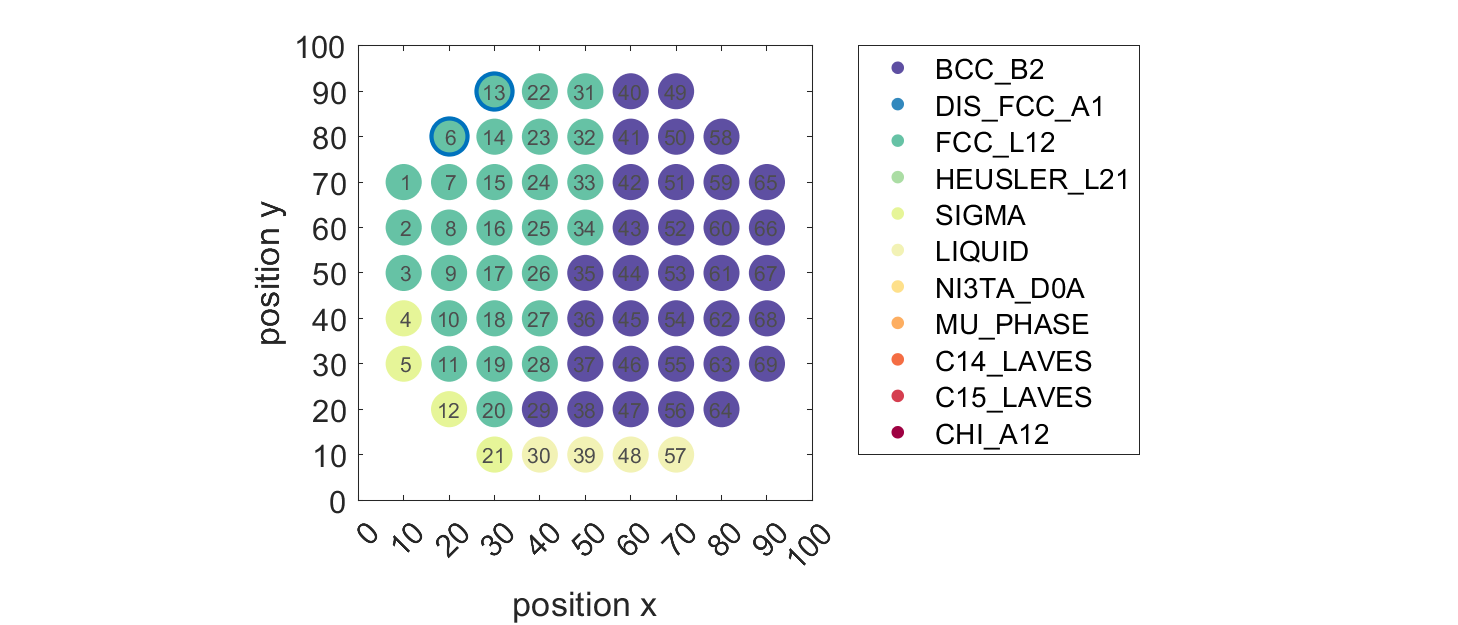 100
90
80
70
60
50
40
30
20
10
0
position y
13 22 31 40 49
6 14 23 32 41 50 58
1 7 15 24 33 42 51 59 65
2 8 16 25 34 43 52 60 66
3 9 17 26 35 44 53 61 67
4 10 18 27 36 45 54 62 68
5 11 19 28 37 46 55 63 69
12 20 29 38 47 56 64
21 30 39 48 57
0 10 20 30 40 50 60 70 80 90 100
position x
BCC_B2
DIS_FCC_A1
FCC_L12
HEUSLER_L21
SIGMA
LIQUID
NI3TA_D0A
MU_PHASE
C14_LAVES
C15_LAVES
CHI_A12